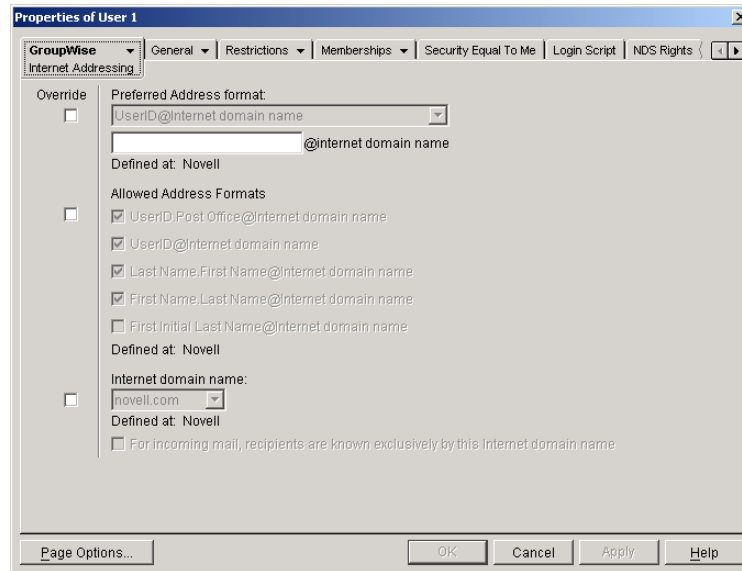 Properties of User 1
GroupWise General Restrictions Memberships Security Equal To Me Login Script NDS Rights
Internet Addressing
Override Preferred Address format:
UserID@Internet domain name
@internet domain name
Defined at: Novell
Allowed Address Formats
UserID.Post Office@Internet domain name
UserID@Internet domain name
Last Name.First Name@Internet domain name
First Name.Last Name@Internet domain name
First Initial Last Name@Internet domain name
Defined at: Novell
Internet domain name:
novell.com
Defined at: Novell
For incoming mail, recipients are known exclusively by this Internet domain name
Page Options... OK Cancel Apply Help